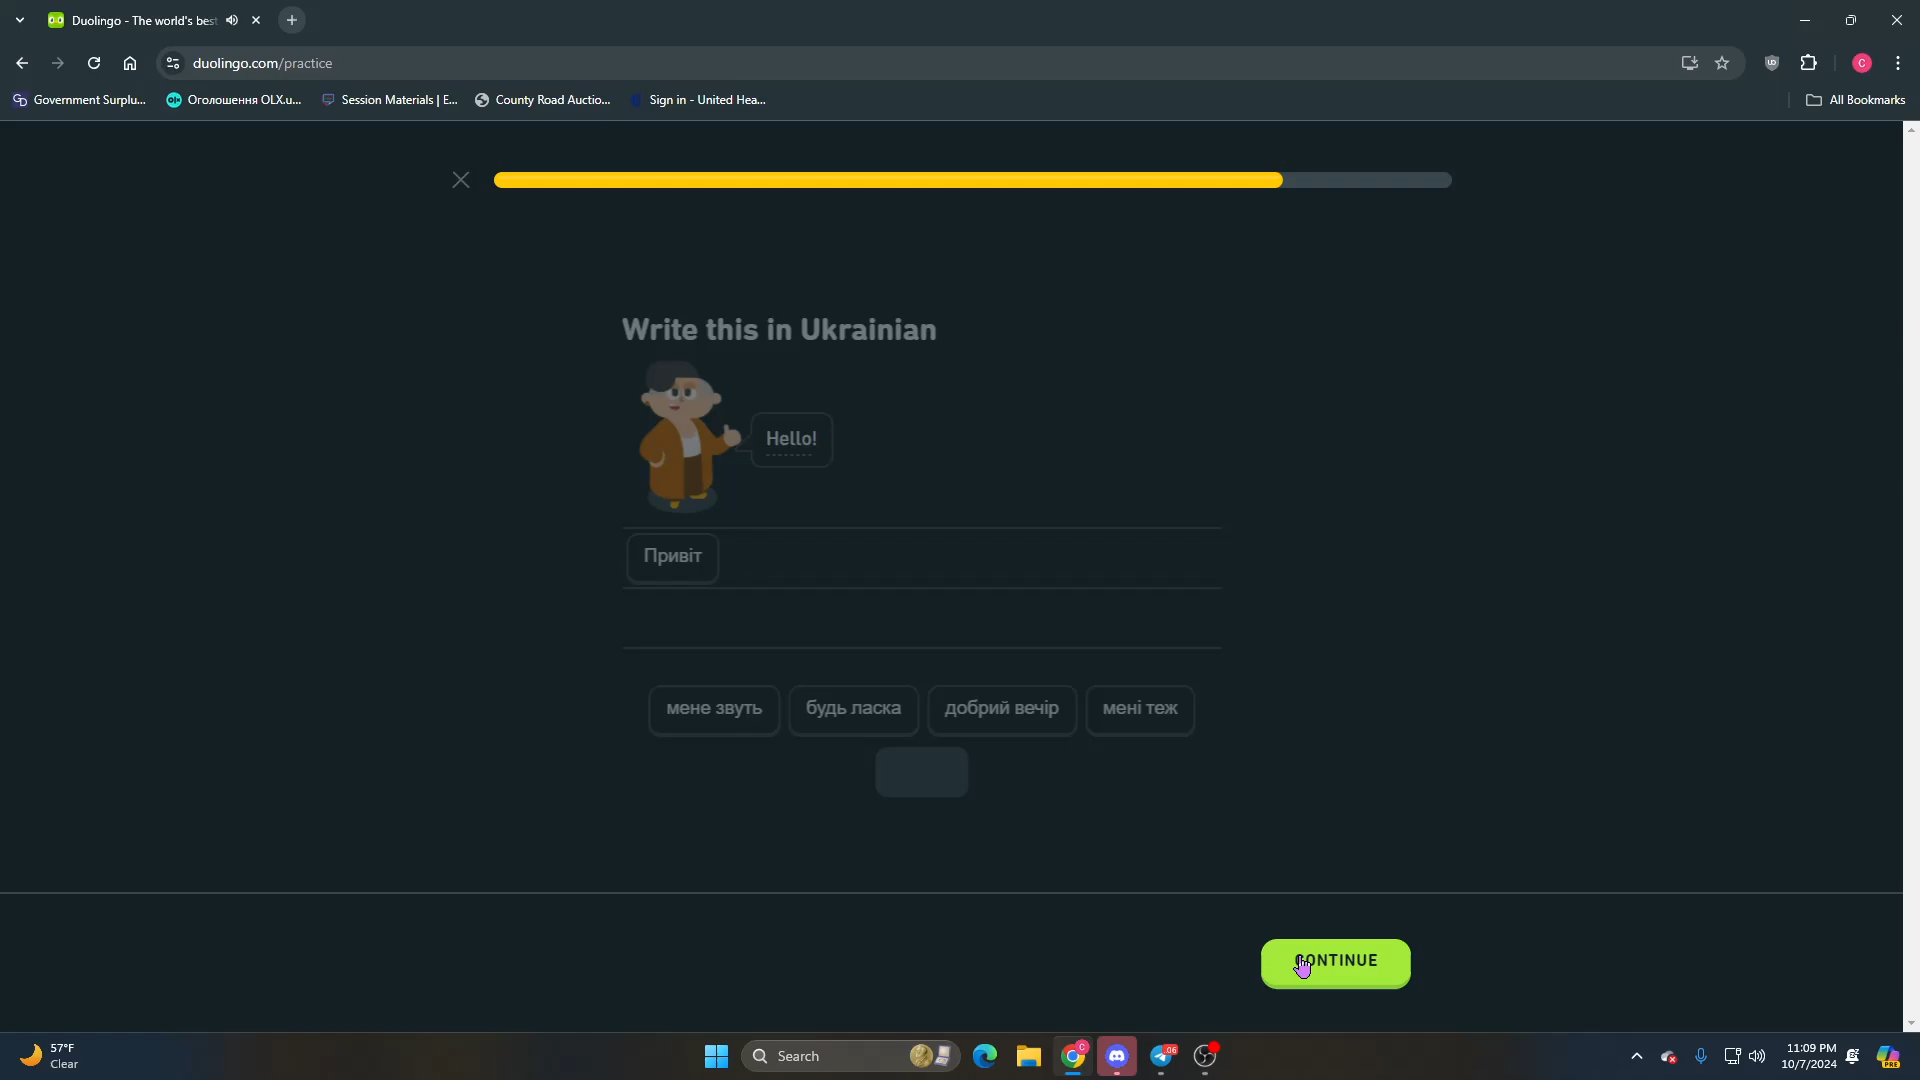 Duolingo - The world's best
duolingo.com/practice
Government Surplu...
Оголошення OLX.u...
Session Materials | E...
County Road Auctio...
Sign in - United Hea...
All Bookmarks
Write this in Ukrainian
Hello!
Привіт
мене звуть
будь ласка
добрий вечір
мені теж
CONTINUE
57°F
Clear
Search
11:09 PM
10/7/2024